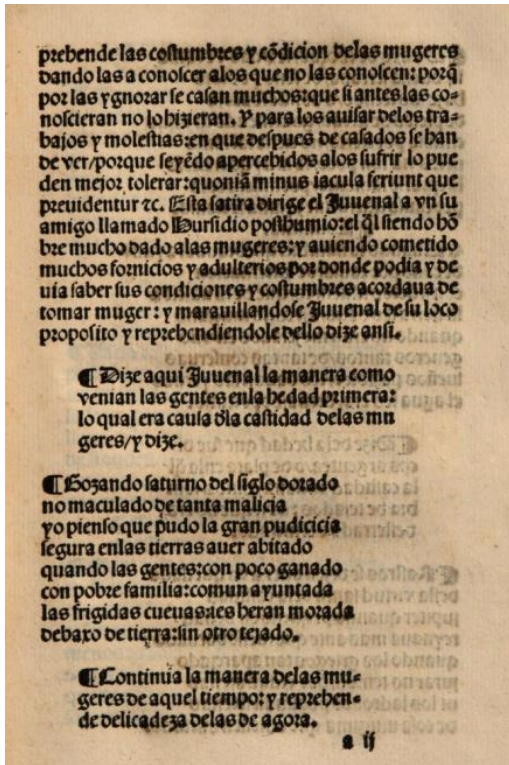 prehende las costumbres y cõdicion delas mugeres
dando las a conoscer alos que no las conoscen: porq̃
por las ygnorar se casan muchos: que si antes las co=
noscieran no lo hizieran. Y para los auisar delos tra=
bajos y molestias: en que despues de casados se han
de ver/porque seyẽdo apercebidos alos sufrir lo pue
den mejor tolerar: quoniã minus iacula feriunt que
preuidentur ⁊c. Esta satira dirige el Juuenal a vn su
amigo llamado Hursidio posthumio: el q̃l siendo hõ
bre mucho dado alas mugeres: y auiendo cometido
muchos fornicios y adulterios por donde podia y de
uia saber sus condiciones y costumbres acordaua de
tomar muger: y marauillandose Juuenal de su loco
proposito y reprehendiendole dello dize ansi.
¶ Dize aqui Juuenal la manera como
venian las gentes enla hedad primera:
lo qual era causa d̃la castidad delas mu
geres/y dize.
¶ Gozando saturno del siglo dorado
no maculado de tanta malicia
yo pienso que pudo la gran pudicicia
segura enlas tierras auer abitado
quando las gentes: con poco ganado
con pobre familia: comun ayuntada
las frigidas cueuas: les heran morada
debaxo de tierra: sin otro tejado.
¶ Continua la manera delas mu=
geres de aquel tiempo: y reprehen=
de delicadeza delas de agora.
a ij